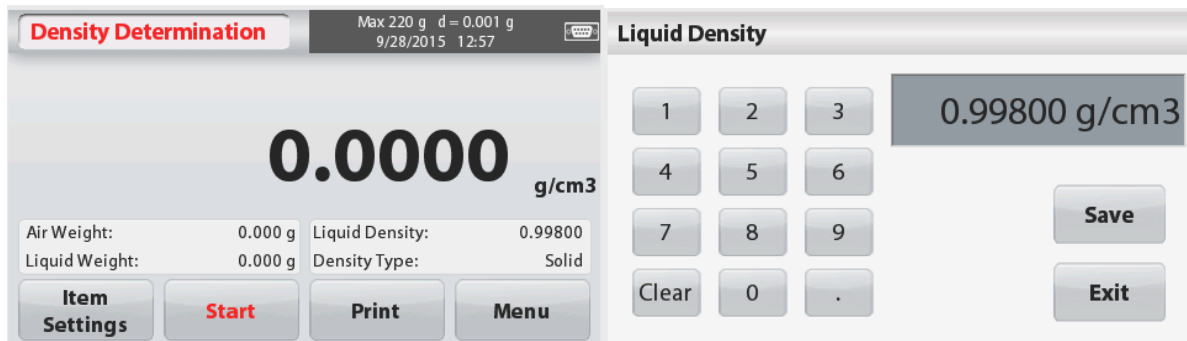 Density Determination
Max 220 g d = 0.001 g
9/28/2015 12:57
0.0000
g/cm3
Air Weight: 0.000 g Liquid Density: 0.99800
Liquid Weight: 0.000 g Density Type: Solid
Item
Settings
Start
Print
Menu
Liquid Density
0.99800 g/cm3
1 2 3
4 5 6
7 8 9
Clear 0 .
Save
Exit